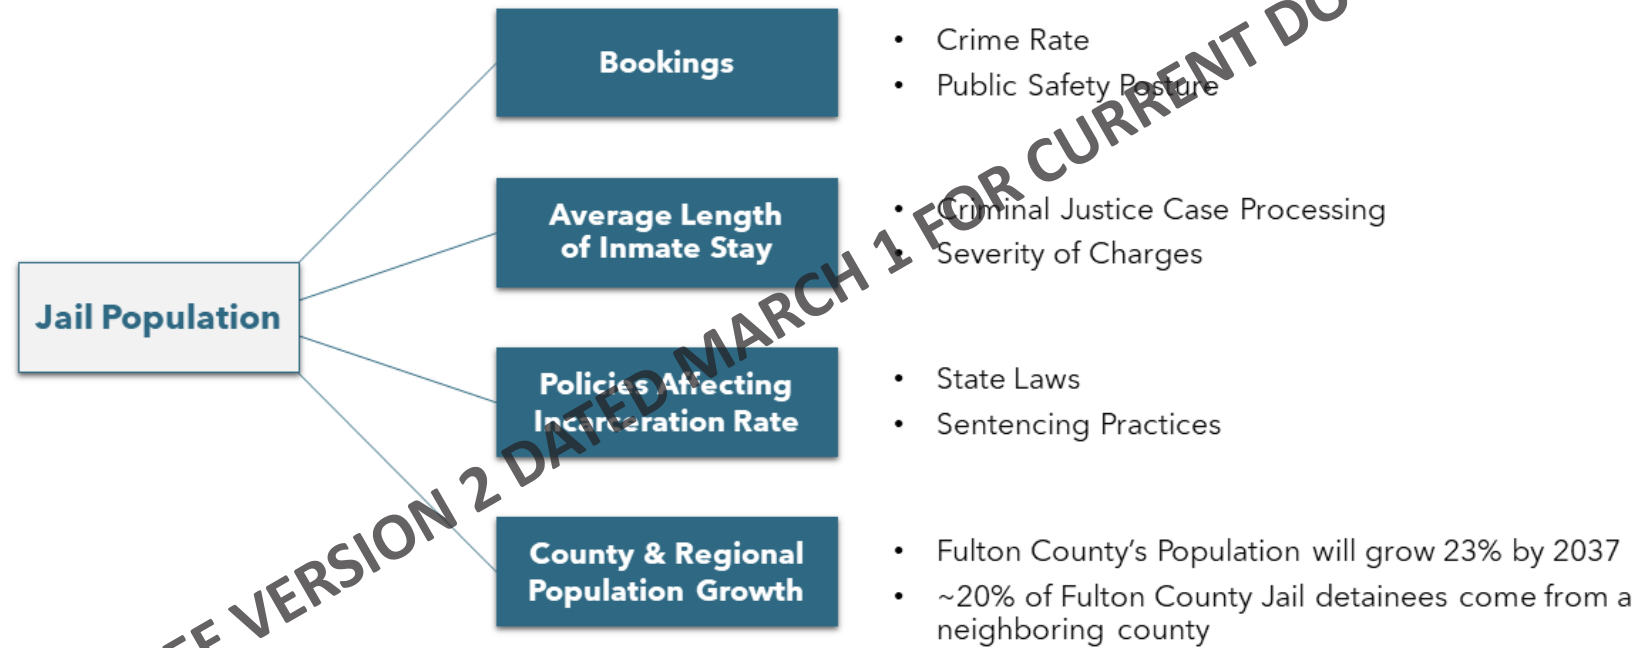 Jail Population
Bookings
• Crime Rate
• Public Safety Posture
Average Length
of Inmate Stay
• Criminal Justice Case Processing
• Severity of Charges
Policies Affecting
Incarceration Rate
• State Laws
• Sentencing Practices
County & Regional
Population Growth
• Fulton County’s Population will grow 23% by 2037
• ~20% of Fulton County Jail detainees come from a
neighboring county
VERSION 2 DATED MARCH 1 FOR CURRENT